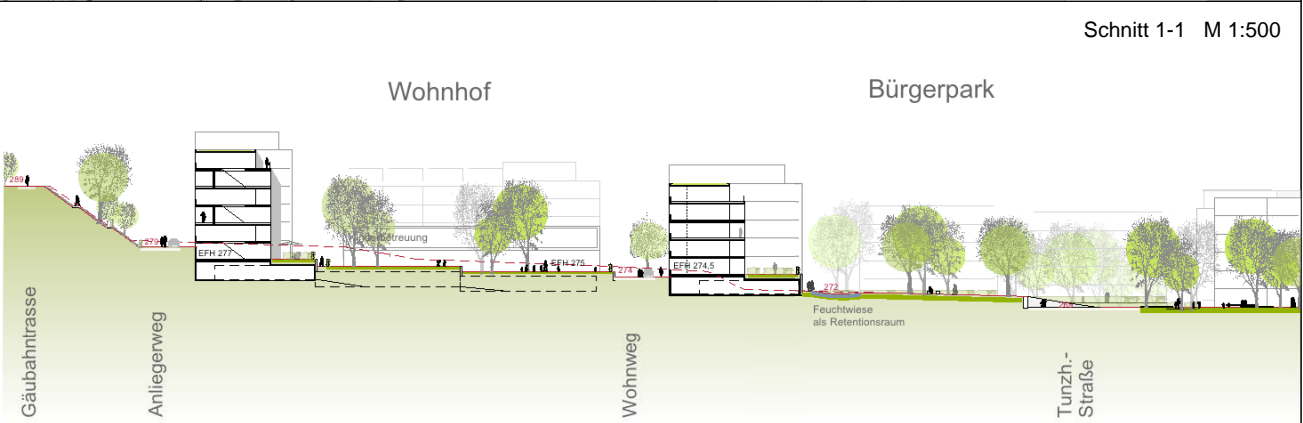 Schnitt 1-1 M 1:500
Wohnhof
Bürgerpark
289
279
EFH 277
EFH 275
274
EFH 274,5
272
Feuchtwiese
als Retentionsraum
Gäubahntrasse
Anliegerweg
Wohnweg
Tunzh.-
Straße